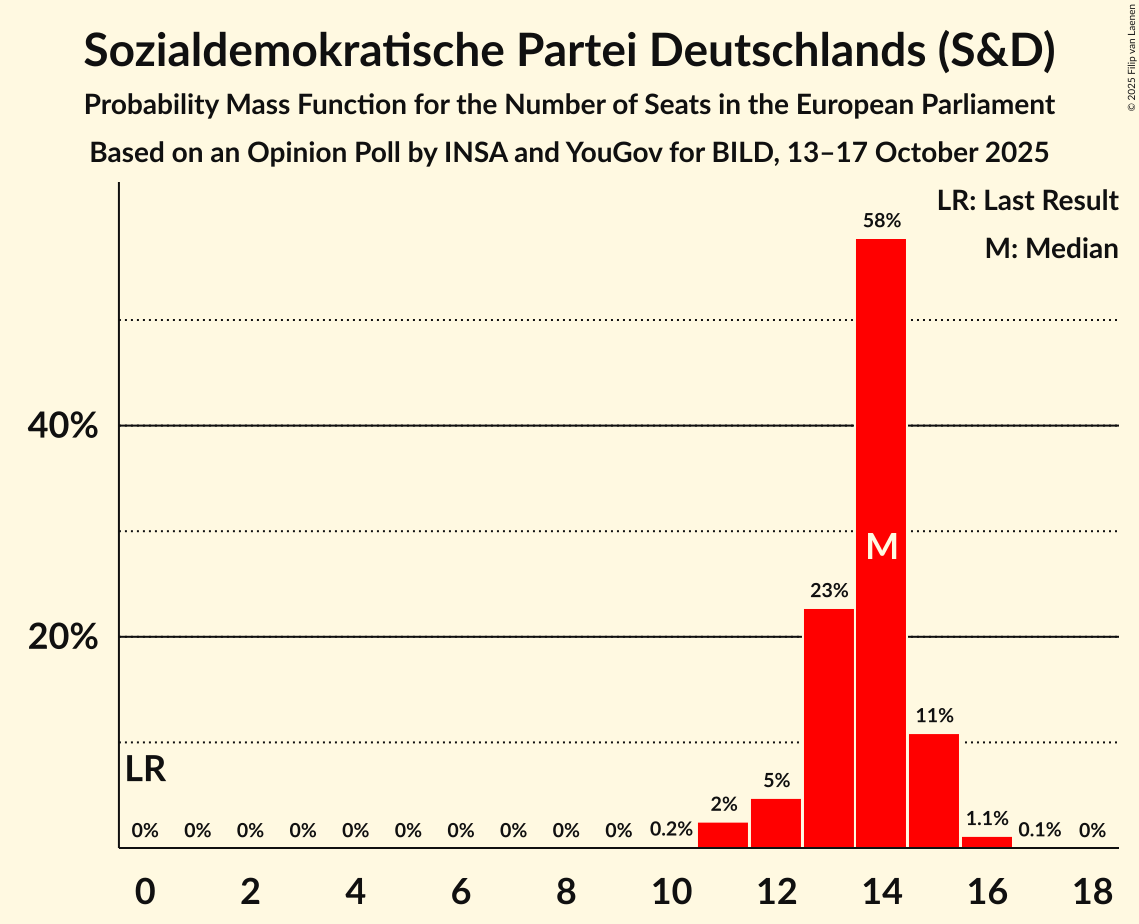 Sozialdemokratische Partei Deutschlands (S&D)
Probability Mass Function for the Number of Seats in the European Parliament
Based on an Opinion Poll by INSA and YouGov for BILD, 13–17 October 2025
© 2025 Filip van Laenen
LR: Last Result
M: Median
58%
40%
M
23%
20%
11%
LR
5%
2%
1.1%
0% 0% 0% 0% 0% 0% 0% 0% 0% 0% 0.2% 0.1% 0%
0 2 4 6 8 10 12 14 16 18